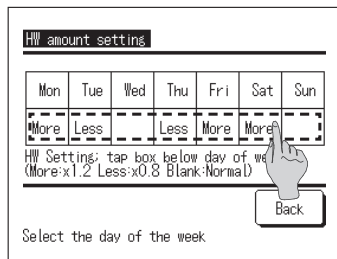 HW amount setting
Mon Tue Wed Thu Fri Sat Sun
More Less Less More More
HW Setting; tap box below day of
(More:x1.2 Less:x0.8 Blank:Normal)
Back
Select the day of the week